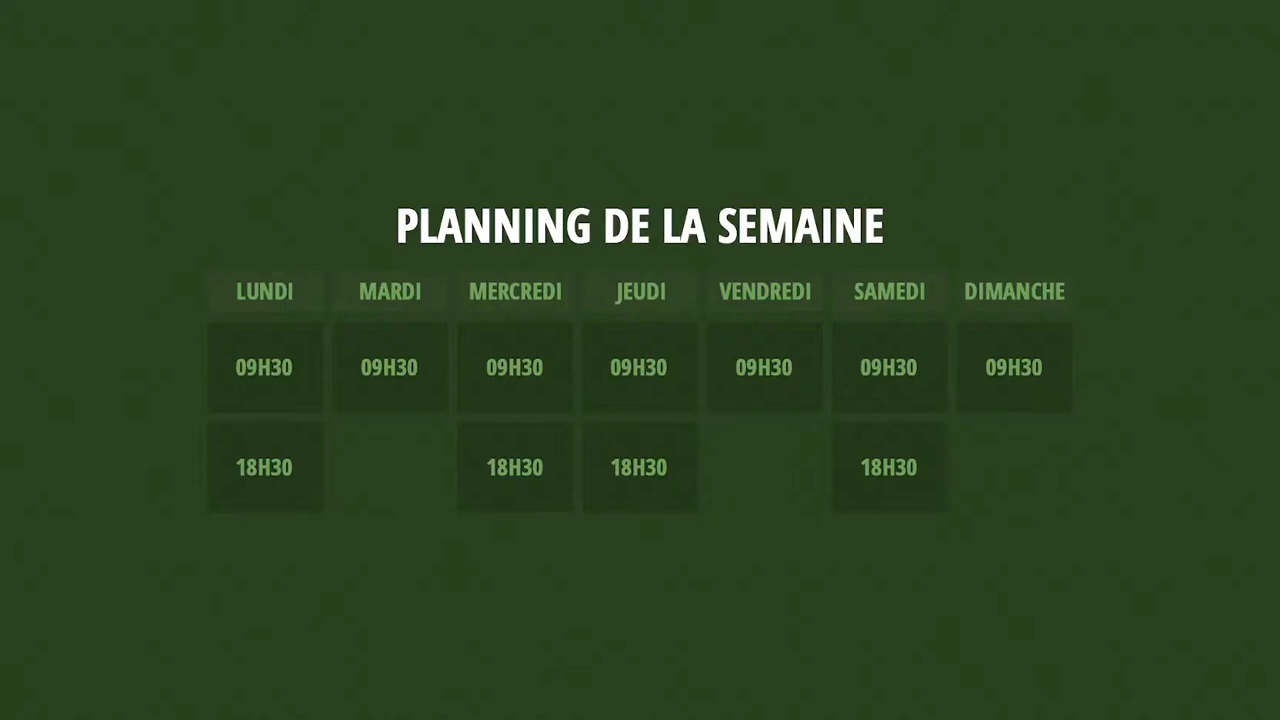 PLANNING DE LA SEMAINE
LUNDI MARDI MERCREDI JEUDI VENDREDI SAMEDI DIMANCHE
09H30 09H30 09H30 09H30 09H30 09H30 09H30
18H30 18H30 18H30 18H30